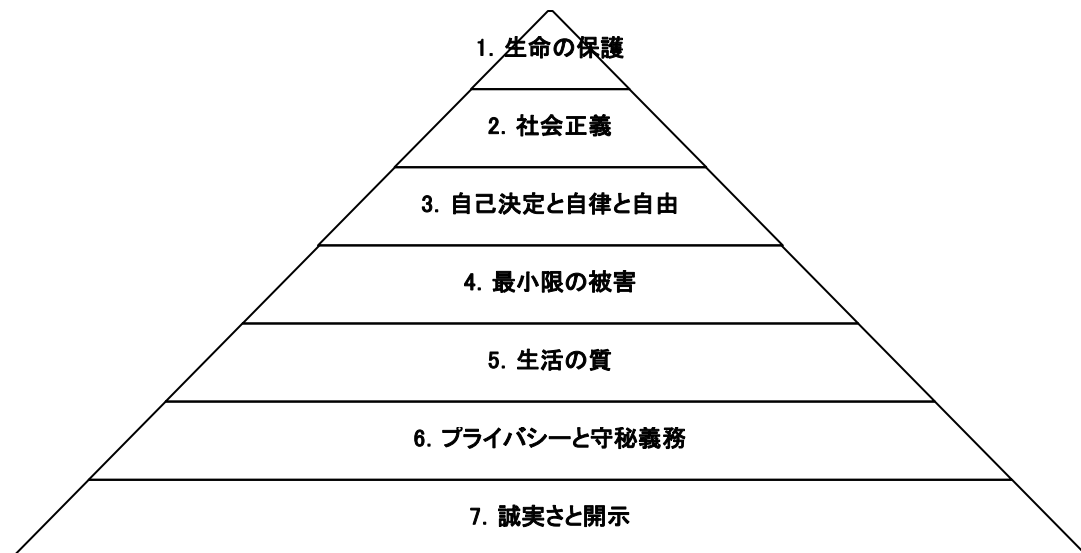 1. 生命の保護
2. 社会正義
3. 自己決定と自律と自由
4. 最小限の被害
5. 生活の質
6. プライバシーと守秘義務
7. 誠実さと開示